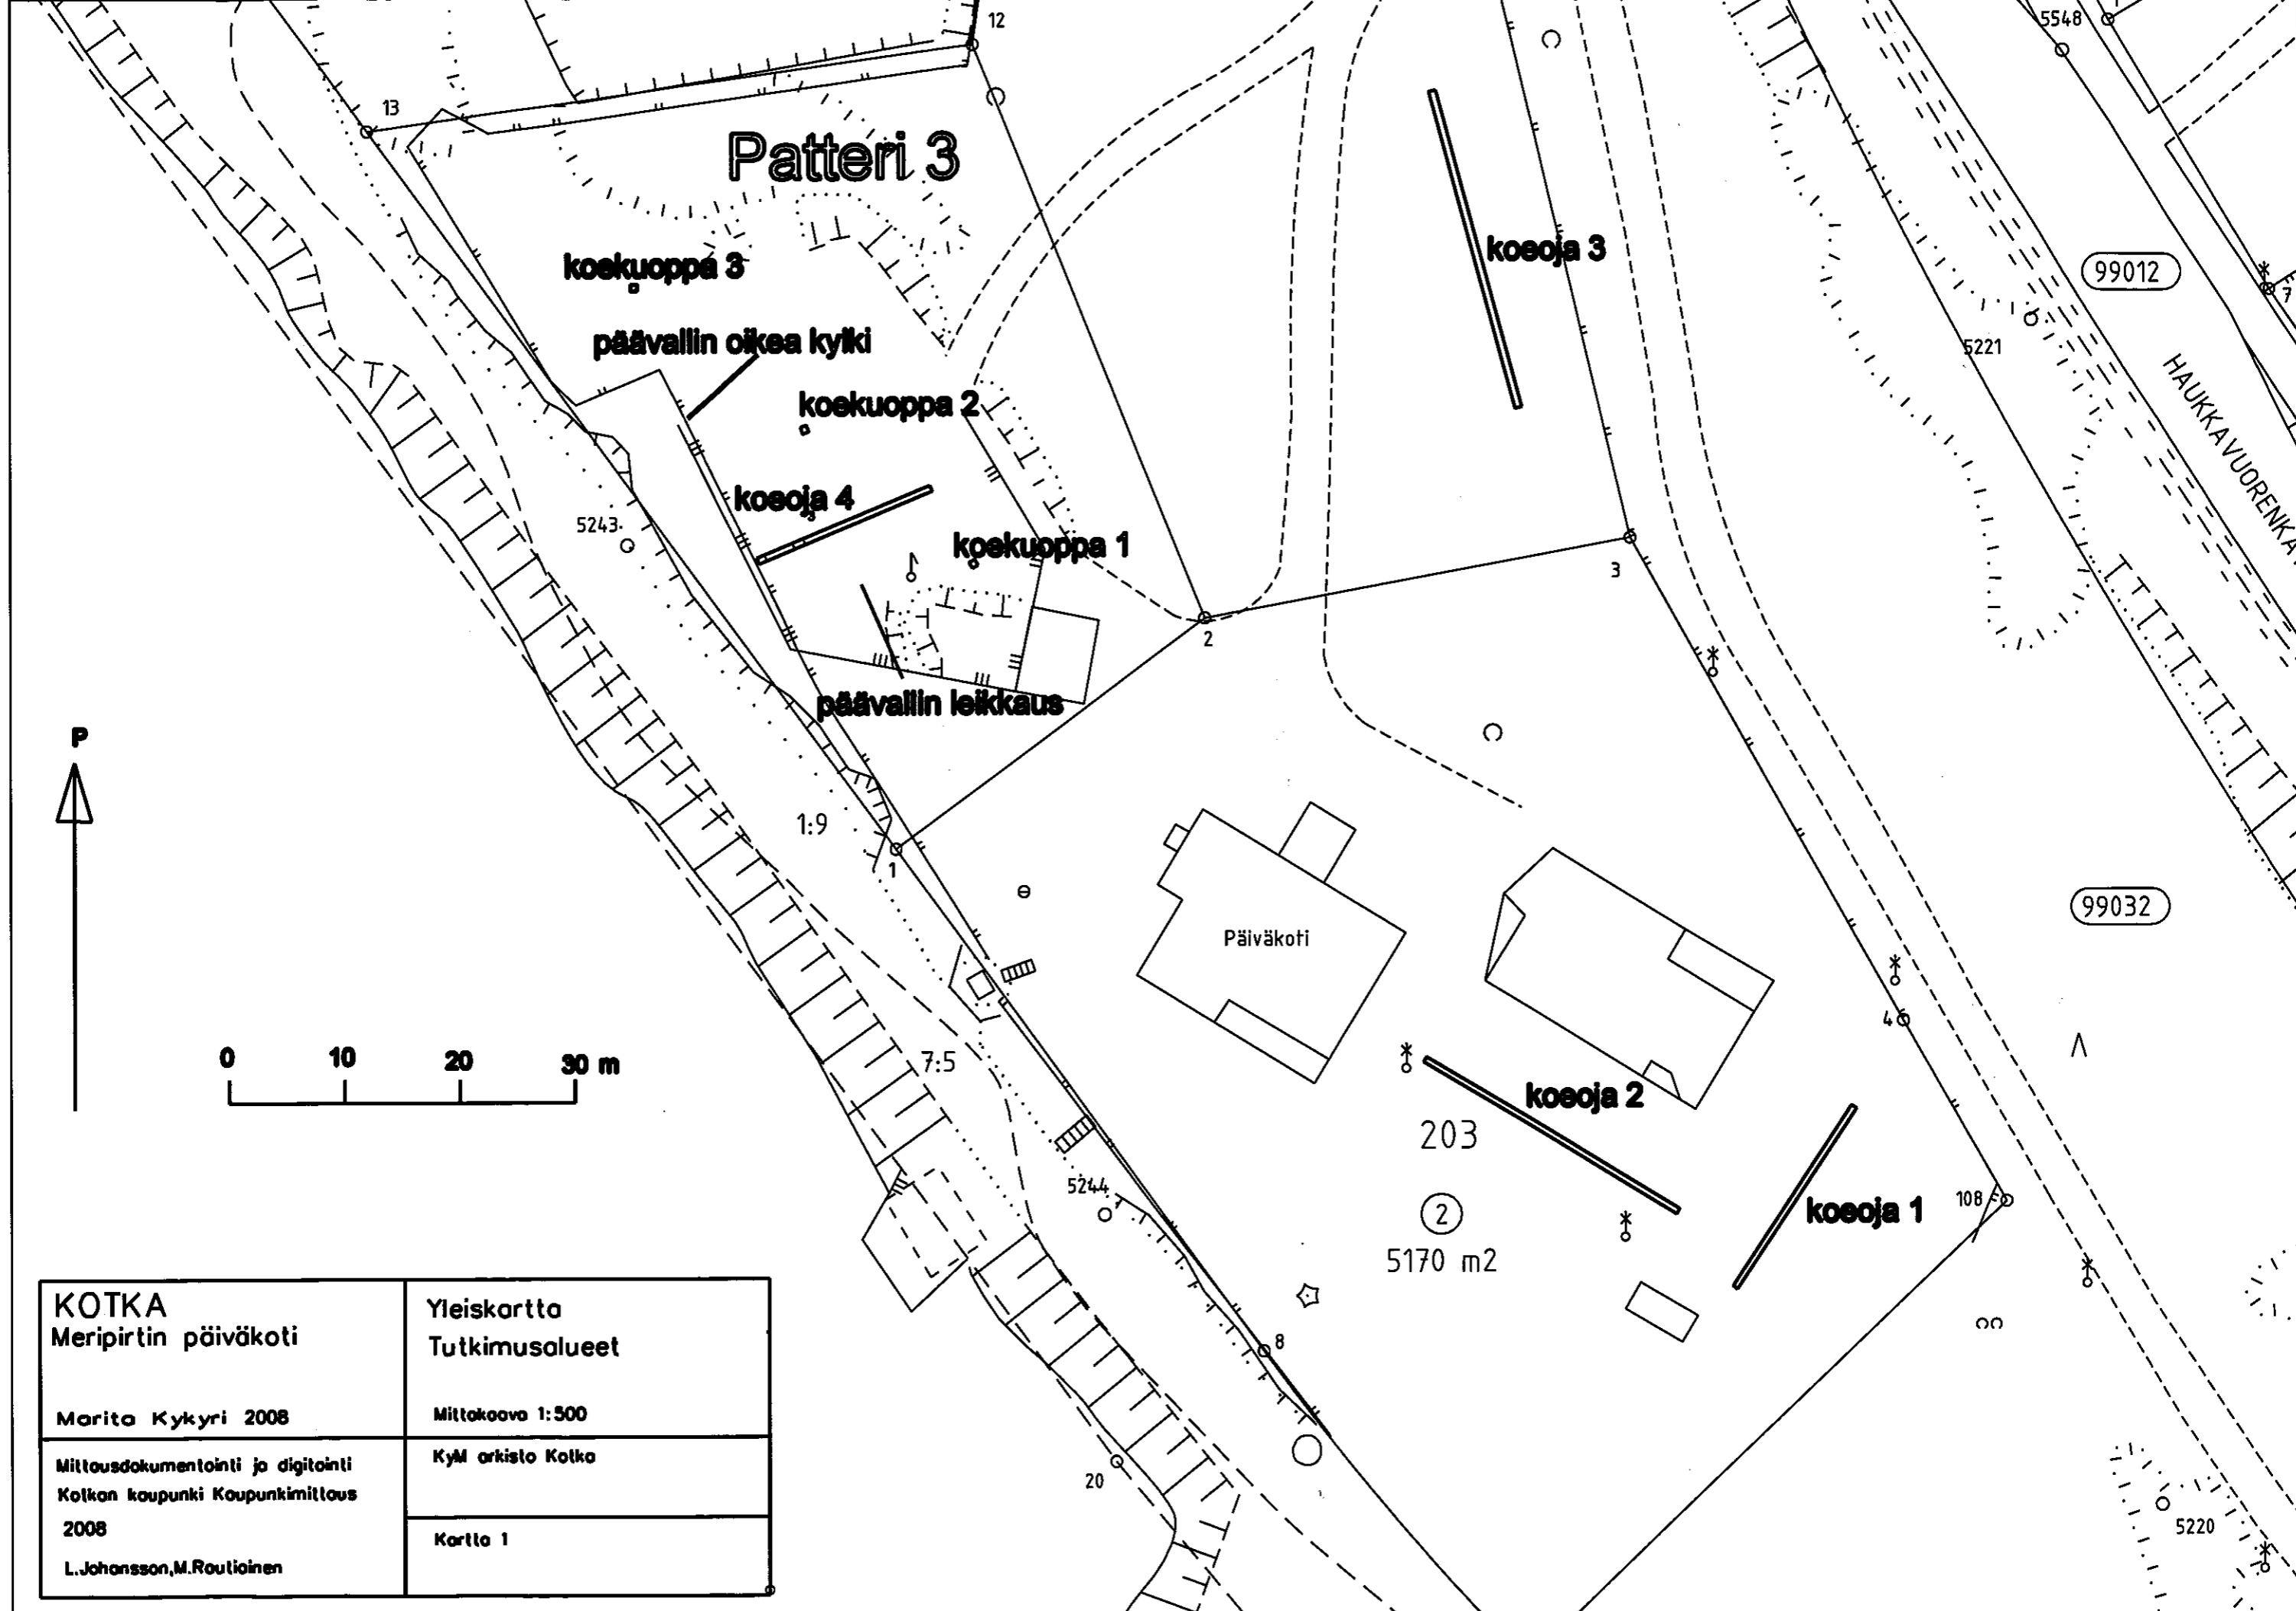 12
5548
13
Patteri 3
koeoja 3
99012
koekuoppa 3
7
päävallin oikea kylki
5221
HAUKKAVUORENKA
koekuoppa 2
koeoja 4
5243
koekuoppa 1
3
2
päävallin leikkaus
P
1:9
1
99032
Päiväkoti
4
0 10 20 30 m
7:5
koeoja 2
203
5244
108
koeoja 1
2
5170 m2
8
20
5220
KOTKA
Meripirtin päiväkoti
Marita Kykyri 2008
Yleiskartta
Tutkimusalueet
Mittakaava 1:500
Mittausdokumentointi ja digitointi
Kotkan kaupunki Kaupunkimittaus
2008
L.Johansson,M.Rautiainen
KyM arkisto Kotka
Kartta 1